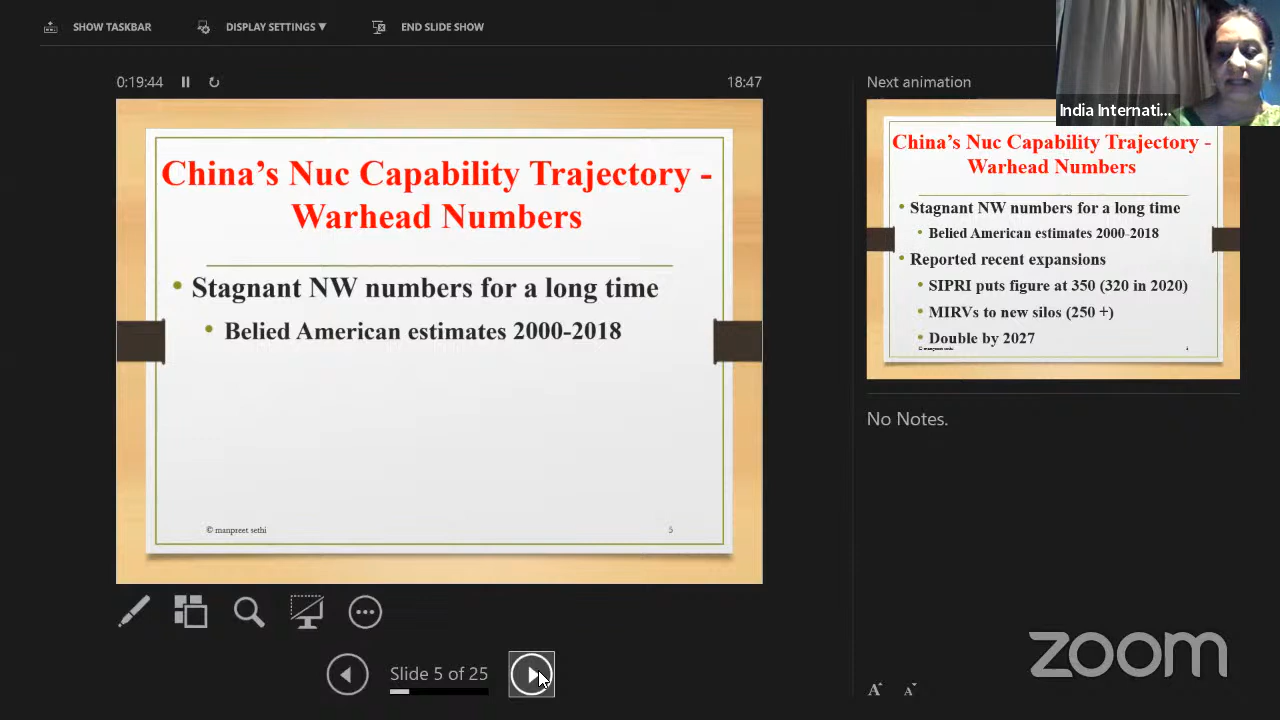 SHOW TASKBAR
DISPLAY SETTINGS ▼
END SLIDE SHOW
0:19:44
18:47
China's Nuc Capability Trajectory -
Warhead Numbers
• Stagnant NW numbers for a long time
• Belied American estimates 2000-2018
© manpreet sethi
5
Slide 5 of 25
Next animation
India Internati...
China's Nuc Capability Trajectory -
Warhead Numbers
• Stagnant NW numbers for a long time
• Belied American estimates 2000-2018
• Reported recent expansions
• SIPRI puts figure at 350 (320 in 2020)
• MIRVs to new silos (250 +)
• Double by 2027
© manpreet sethi
No Notes.
A A
zoom